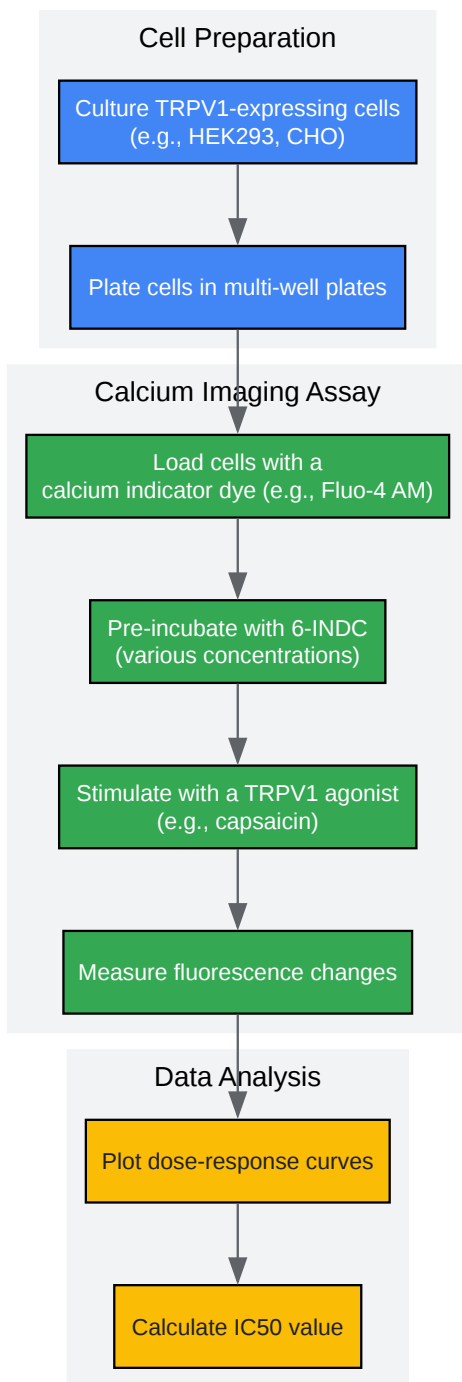 Cell Preparation
Culture TRPV1-expressing cells
(e.g., HEK293, CHO)
Plate cells in multi-well plates
Calcium Imaging Assay
Load cells with a
calcium indicator dye (e.g., Fluo-4 AM)
Pre-incubate with 6-INDC
(various concentrations)
Stimulate with a TRPV1 agonist
(e.g., capsaicin)
Measure fluorescence changes
Data Analysis
Plot dose-response curves
Calculate IC50 value